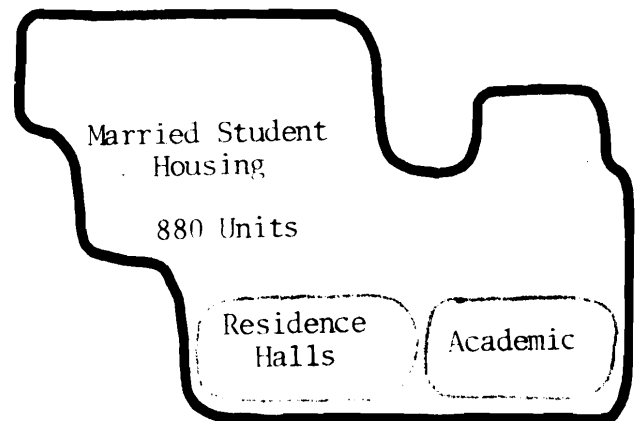 Married Student
Housing
880 Units
Residence
Halls
Academic